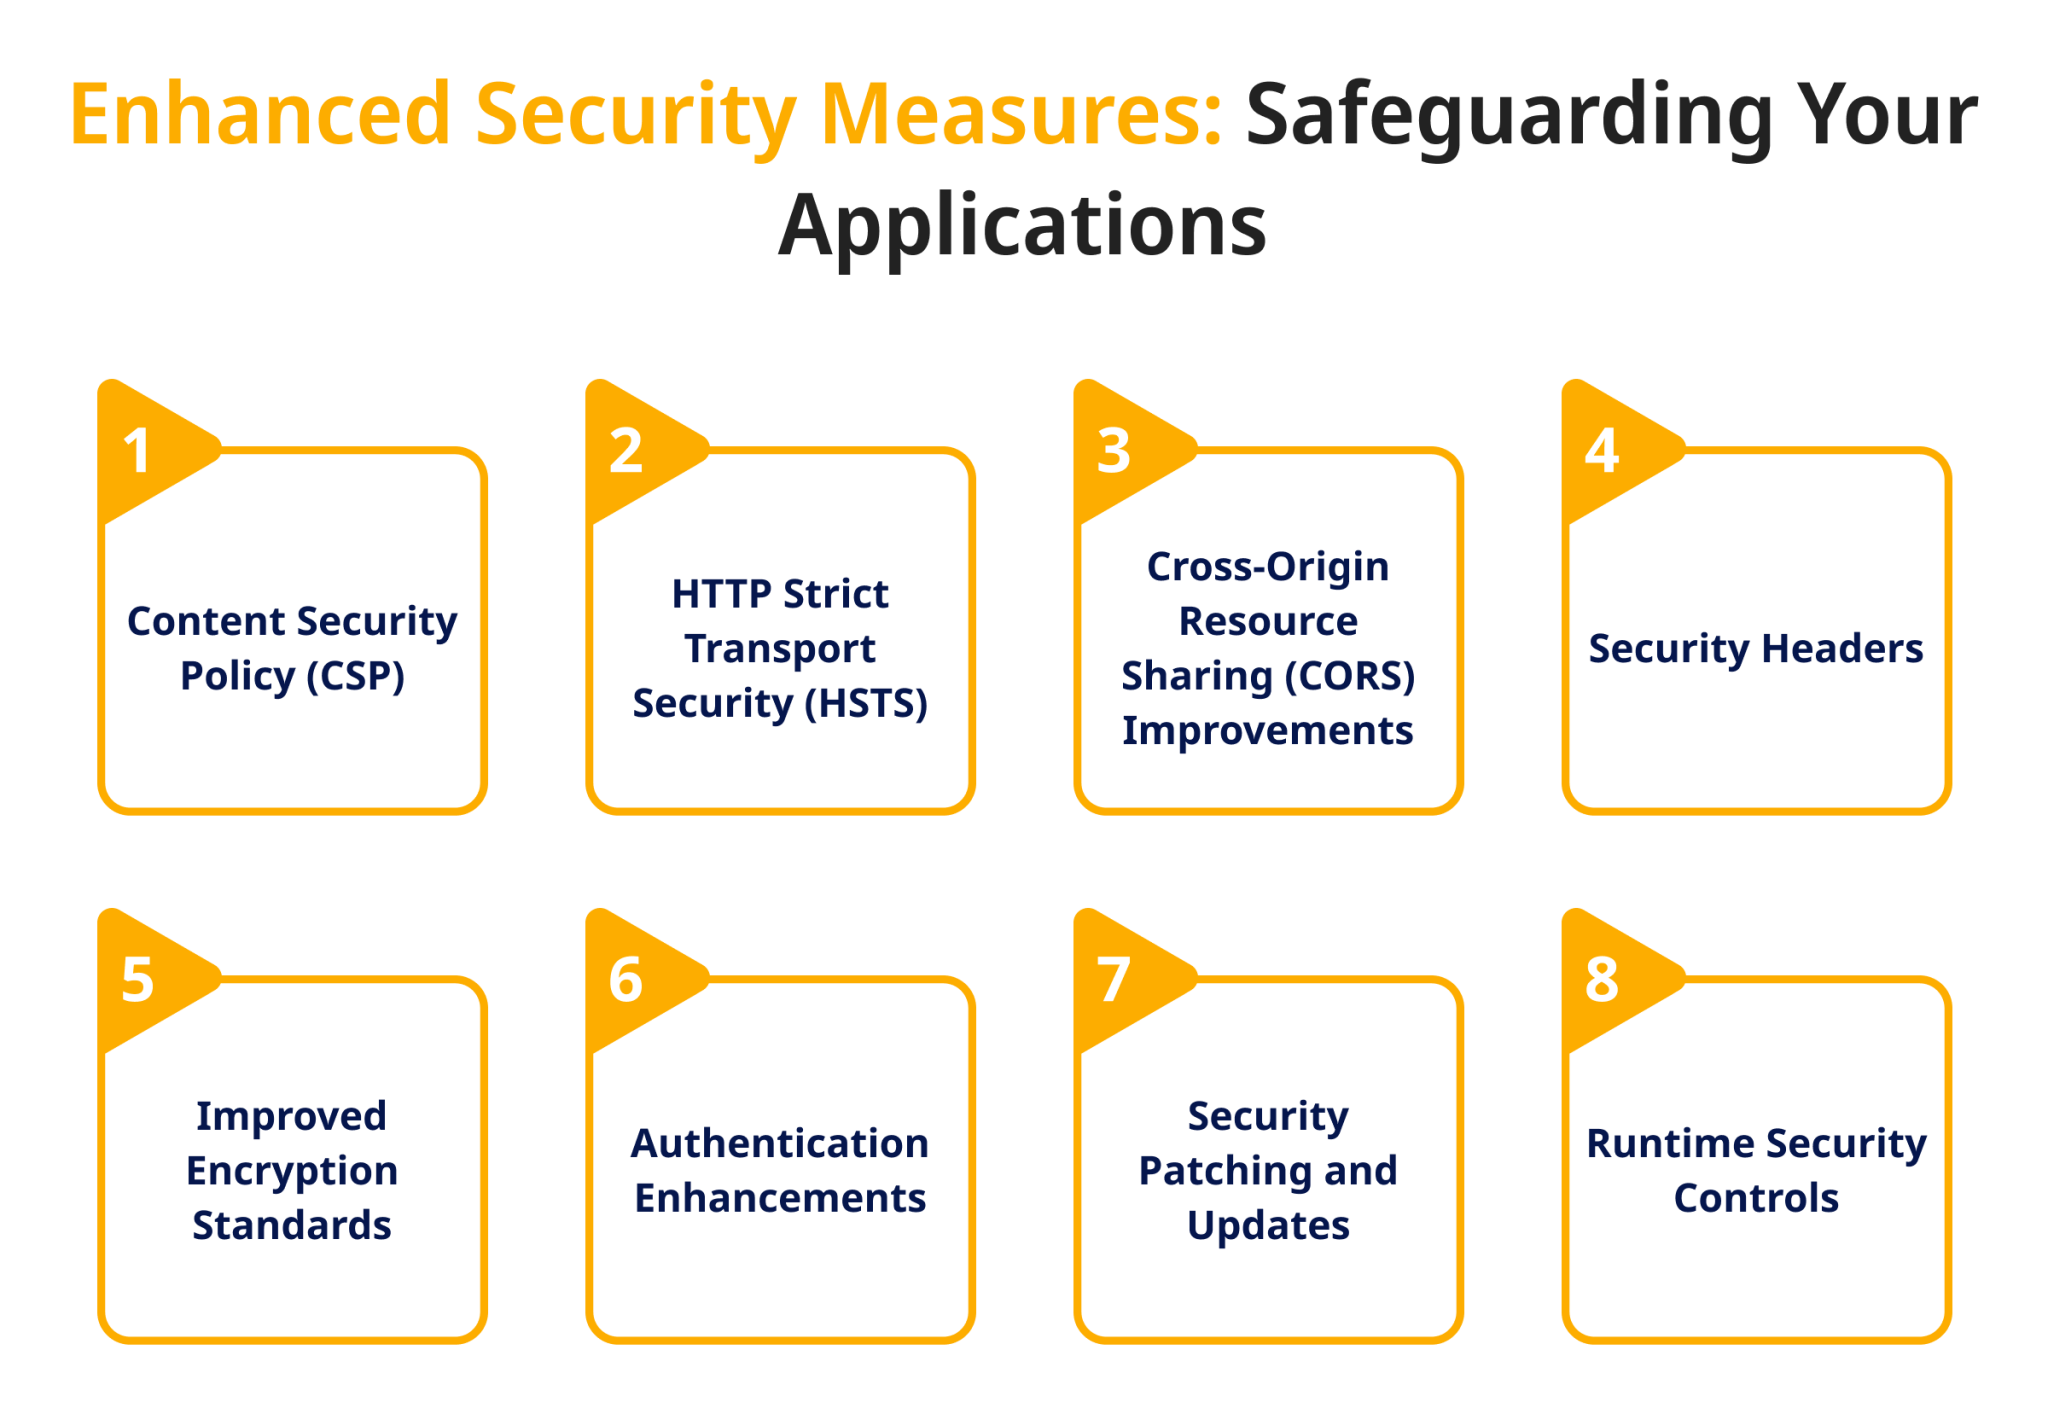 Enhanced Security Measures: Safeguarding Your
Applications
1
Content Security
Policy (CSP)
2
HTTP Strict
Transport
Security (HSTS)
3
Cross-Origin
Resource
Sharing (CORS)
Improvements
4
Security Headers
5
Improved
Encryption
Standards
6
Authentication
Enhancements
7
Security
Patching and
Updates
8
Runtime Security
Controls